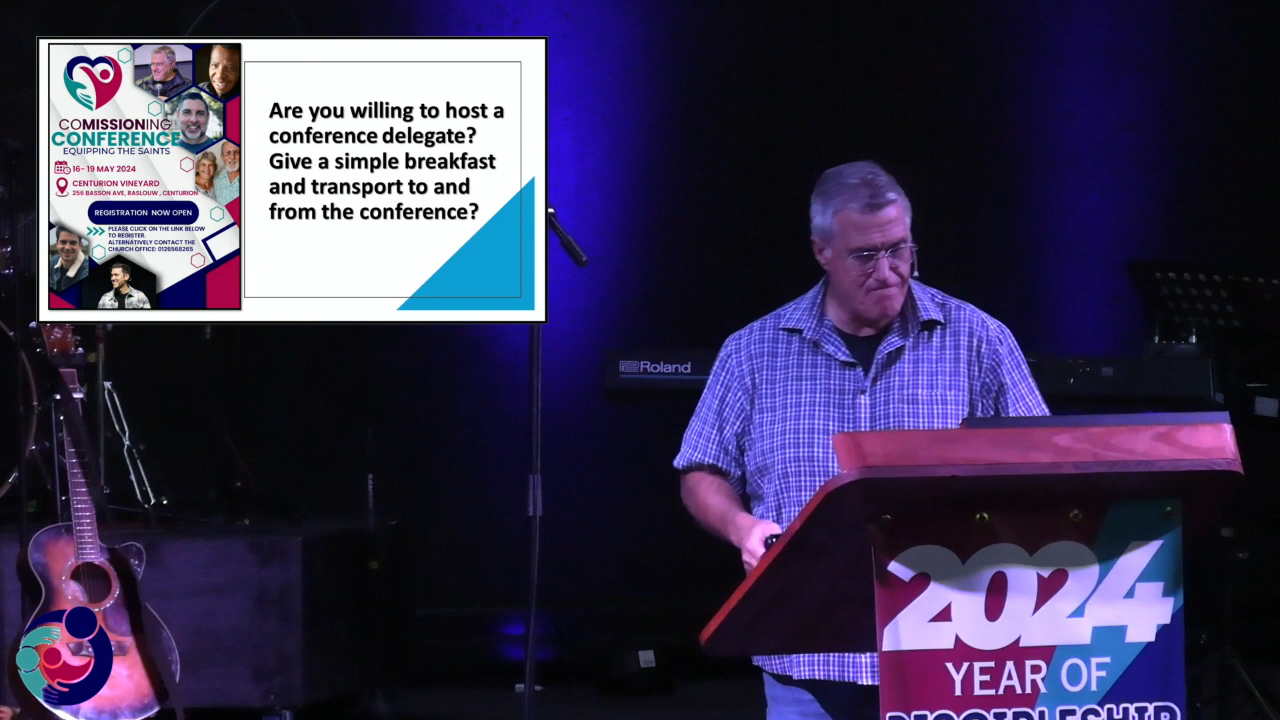 COMISSIONING
CONFERENCE
EQUIPPING THE SAINTS
16- 19 MAY 2024
CENTURION VINEYARD
256 BASSON AVE, RASLOUW , CENTURION
REGISTRATION NOW OPEN
>>> PLEASE CLICK ON THE LINK BELOW
TO REGISTER.
ALTERNATIVELY CONTACT THE
CHURCH OFFICE: 0126568265
Are you willing to host a
conference delegate?
Give a simple breakfast
and transport to and
from the conference?
Roland
2024
YEAR OF
DISCIPLESHIP